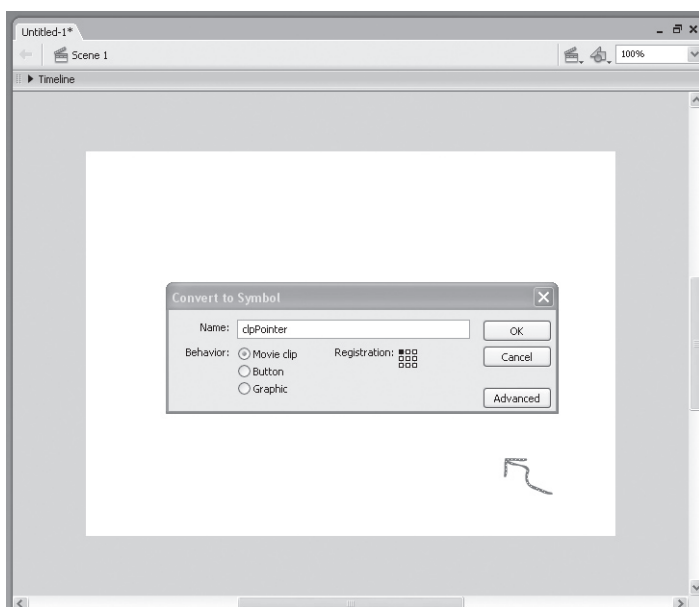 Untitled-1*
Scene 1
100%
Timeline
Convert to Symbol
Name: clpPointer
OK
Behavior: Movie clip Registration:
Cancel
Button
Graphic
Advanced